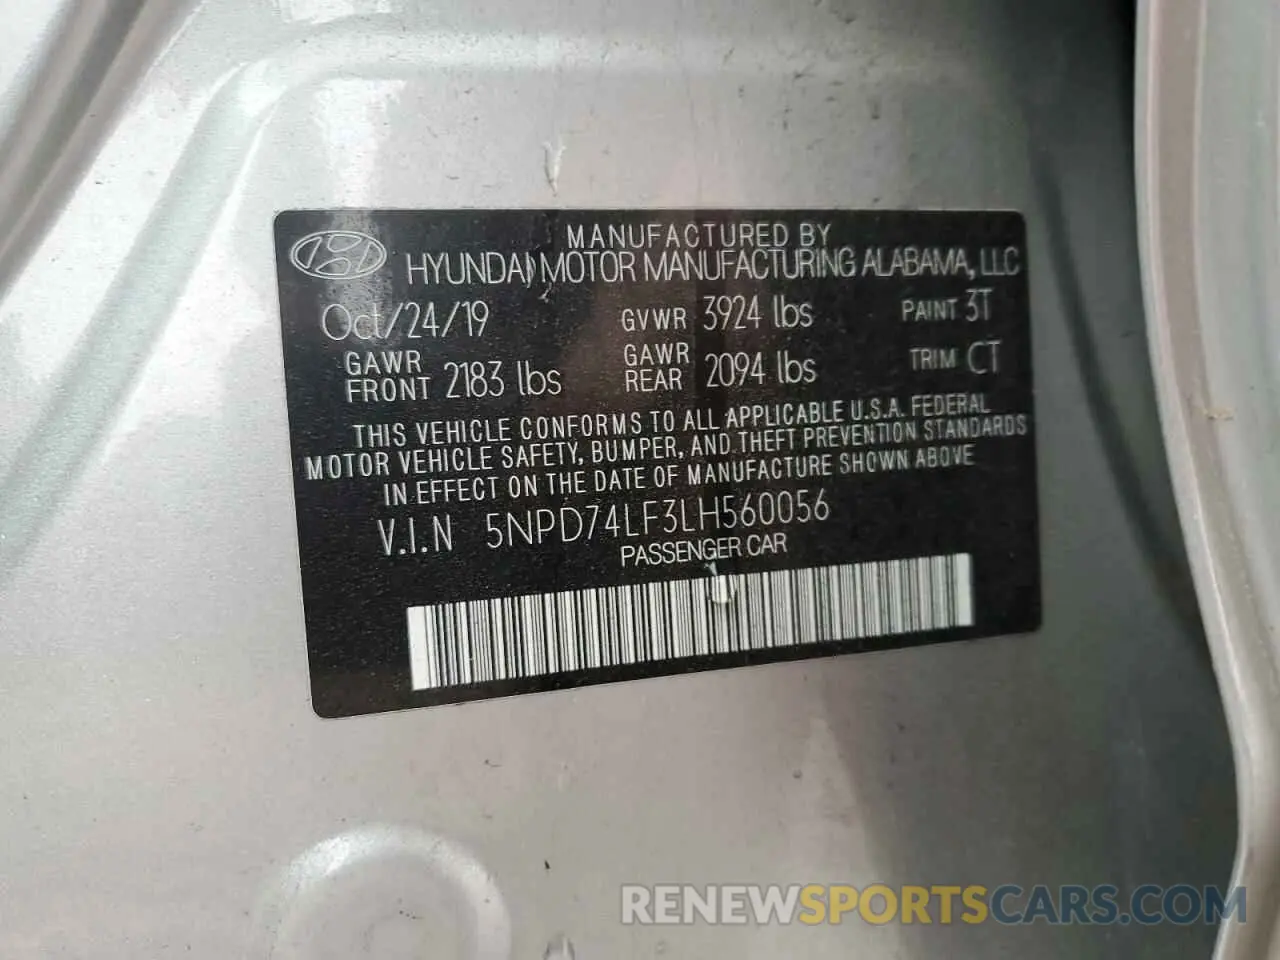 MANUFACTURED BY
HYUNDAI MOTOR MANUFACTURING ALABAMA, LLC
Oct/24/19 GVWR 3924 lbs PAINT 3T
GAWR FRONT 2183 lbs GAWR REAR 2094 lbs TRIM CT
THIS VEHICLE CONFORMS TO ALL APPLICABLE U.S.A. FEDERAL
MOTOR VEHICLE SAFETY, BUMPER, AND THEFT PREVENTION STANDARDS
IN EFFECT ON THE DATE OF MANUFACTURE SHOWN ABOVE
V.I.N 5NPD74LF3LH560056
PASSENGER CAR
RENEWSPORTSCARS.COM